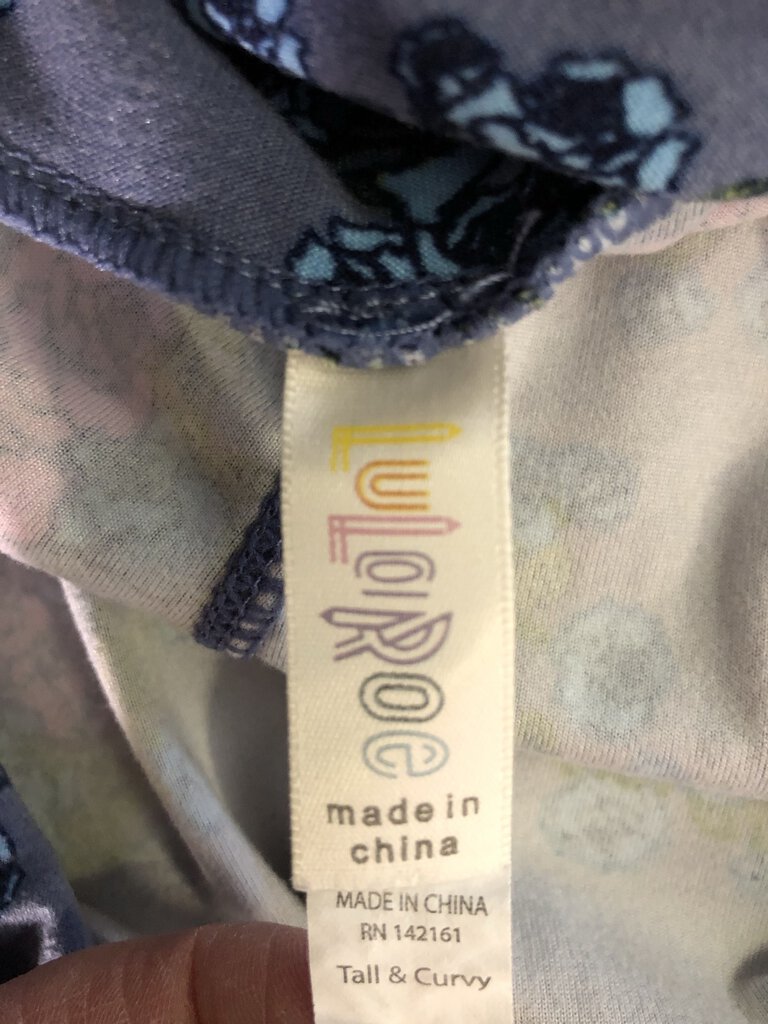 LuLaRoe
made in
china
MADE IN CHINA
RN 142161
Tall & Curvy